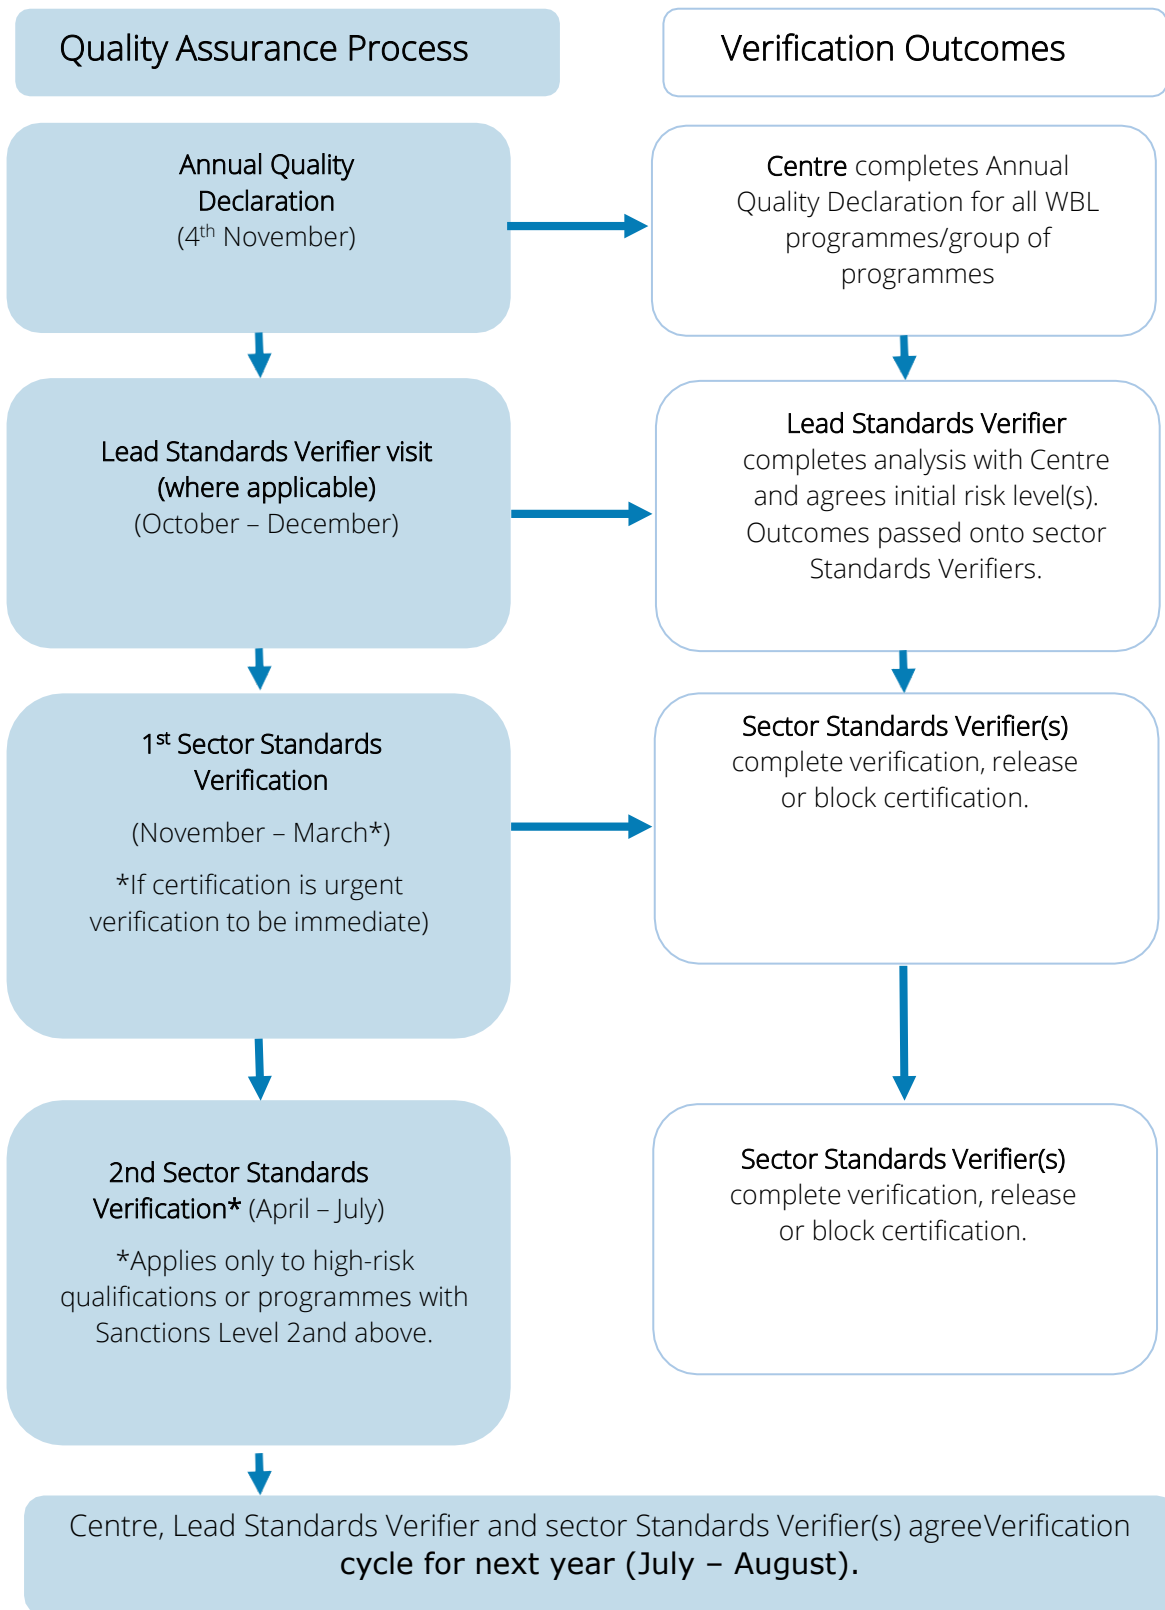 Quality Assurance Process
Verification Outcomes
Annual Quality
Declaration
(4th November)
Centre completes Annual
Quality Declaration for all WBL
programmes/group of
programmes
Lead Standards Verifier visit
(where applicable)
(October – December)
Lead Standards Verifier
completes analysis with Centre
and agrees initial risk level(s).
Outcomes passed onto sector
Standards Verifiers.
1st Sector Standards
Verification
(November – March*)
*If certification is urgent
verification to be immediate)
Sector Standards Verifier(s)
complete verification, release
or block certification.
2nd Sector Standards
Verification* (April – July)
*Applies only to high-risk
qualifications or programmes with
Sanctions Level 2and above.
Sector Standards Verifier(s)
complete verification, release
or block certification.
Centre, Lead Standards Verifier and sector Standards Verifier(s) agreeVerification
cycle for next year (July – August).